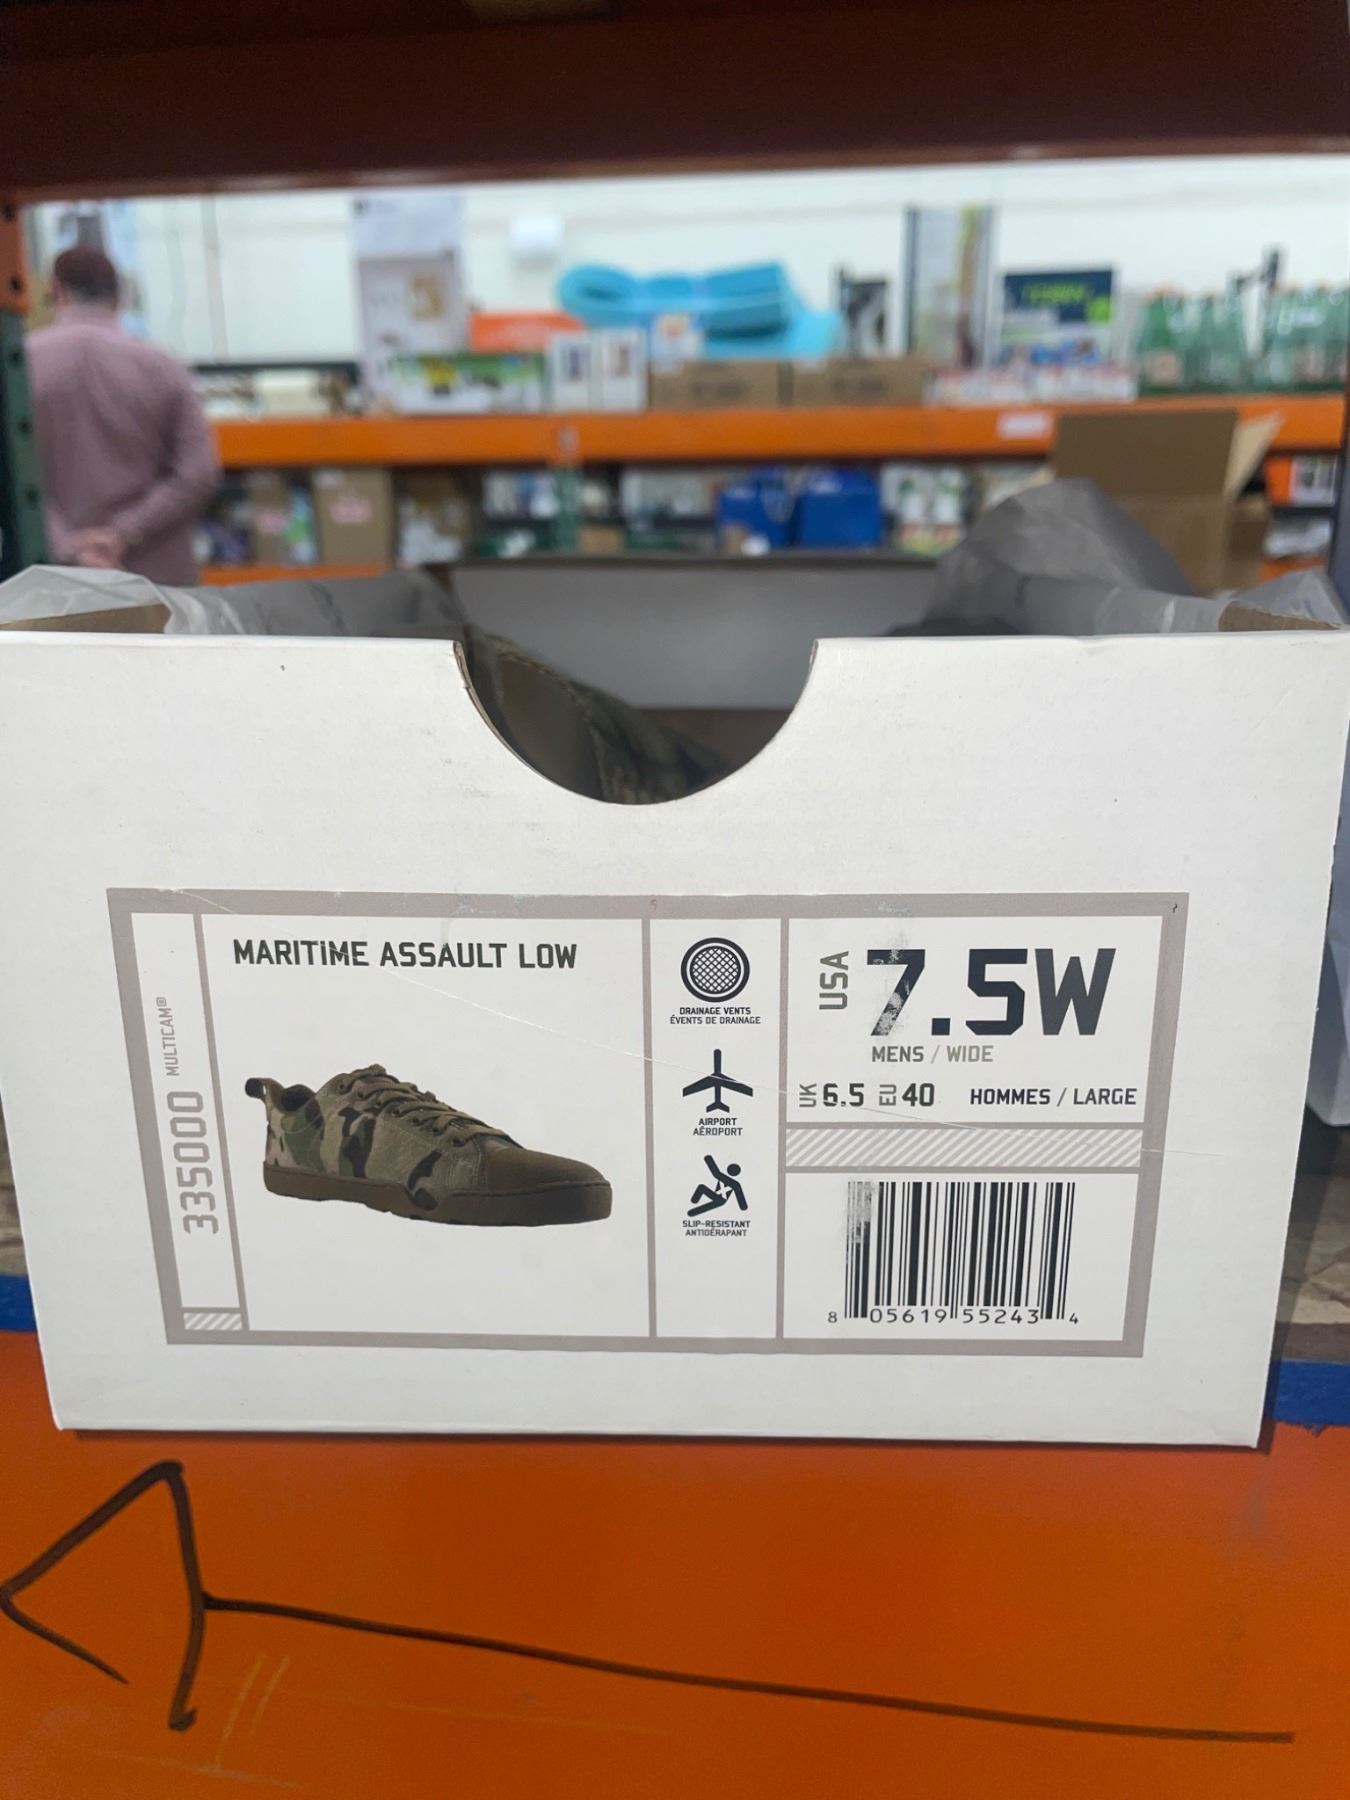 MARITIME ASSAULT LOW
335000 MULTICAM®
DRAINAGE VENTS
ÉVENTS DE DRAINAGE
AIRPORT
AÉROPORT
SLIP-RESISTANT
ANTIDÉRAPANT
USA 7.5W
MENS / WIDE
UK 6.5 EU 40 HOMMES / LARGE
8 05619 55243 4